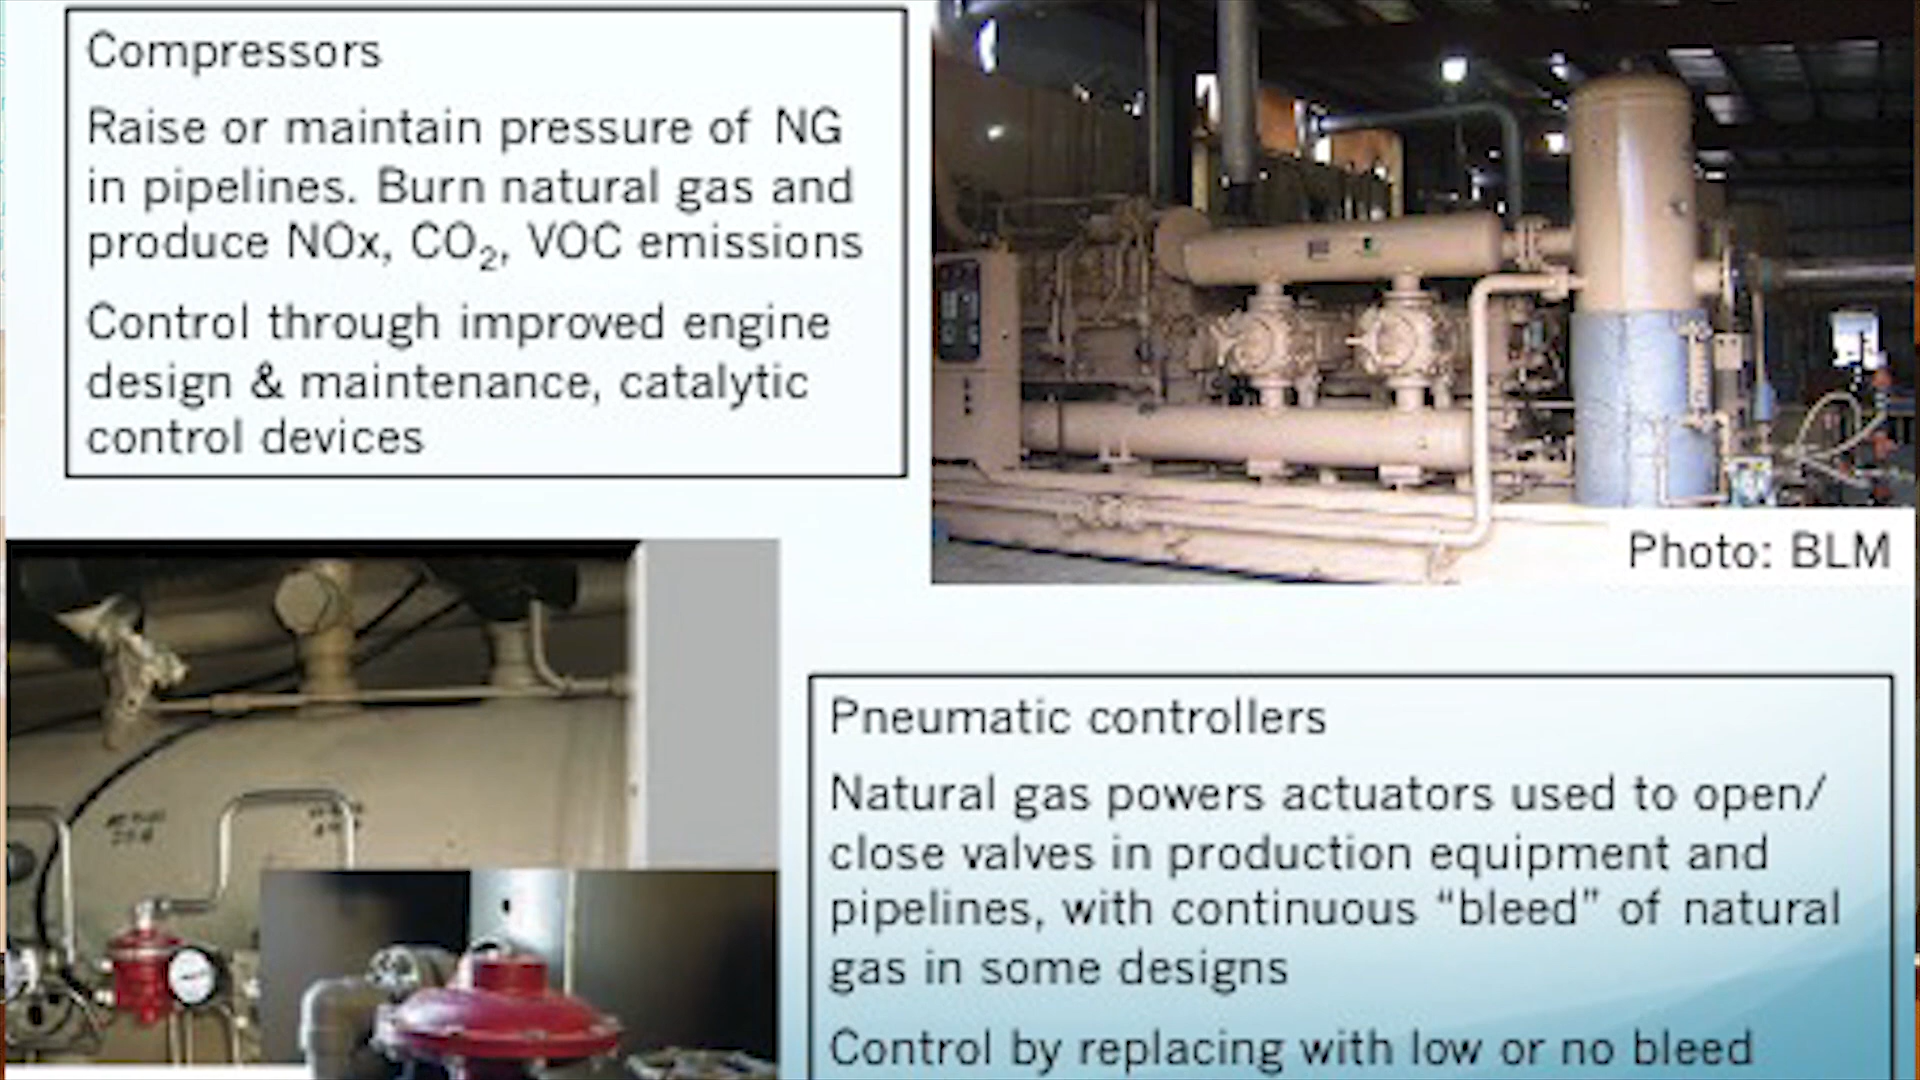 Compressors
Raise or maintain pressure of NG
in pipelines. Burn natural gas and
produce NOx, CO₂, VOC emissions
Control through improved engine
design & maintenance, catalytic
control devices
Photo: BLM
Pneumatic controllers
Natural gas powers actuators used to open/
close valves in production equipment and
pipelines, with continuous “bleed” of natural
gas in some designs
Control by replacing with low or no bleed